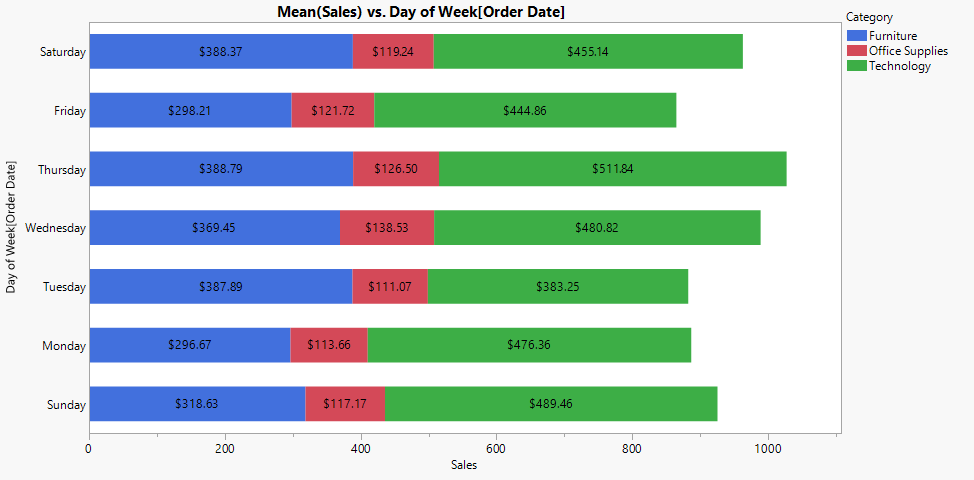 Mean(Sales) vs. Day of Week[Order Date]
Category
Furniture
Office Supplies
Technology
Day of Week[Order Date]
Saturday $388.37 $119.24 $455.14
Friday $298.21 $121.72 $444.86
Thursday $388.79 $126.50 $511.84
Wednesday $369.45 $138.53 $480.82
Tuesday $387.89 $111.07 $383.25
Monday $296.67 $113.66 $476.36
Sunday $318.63 $117.17 $489.46
0 200 400 600 800 1000
Sales